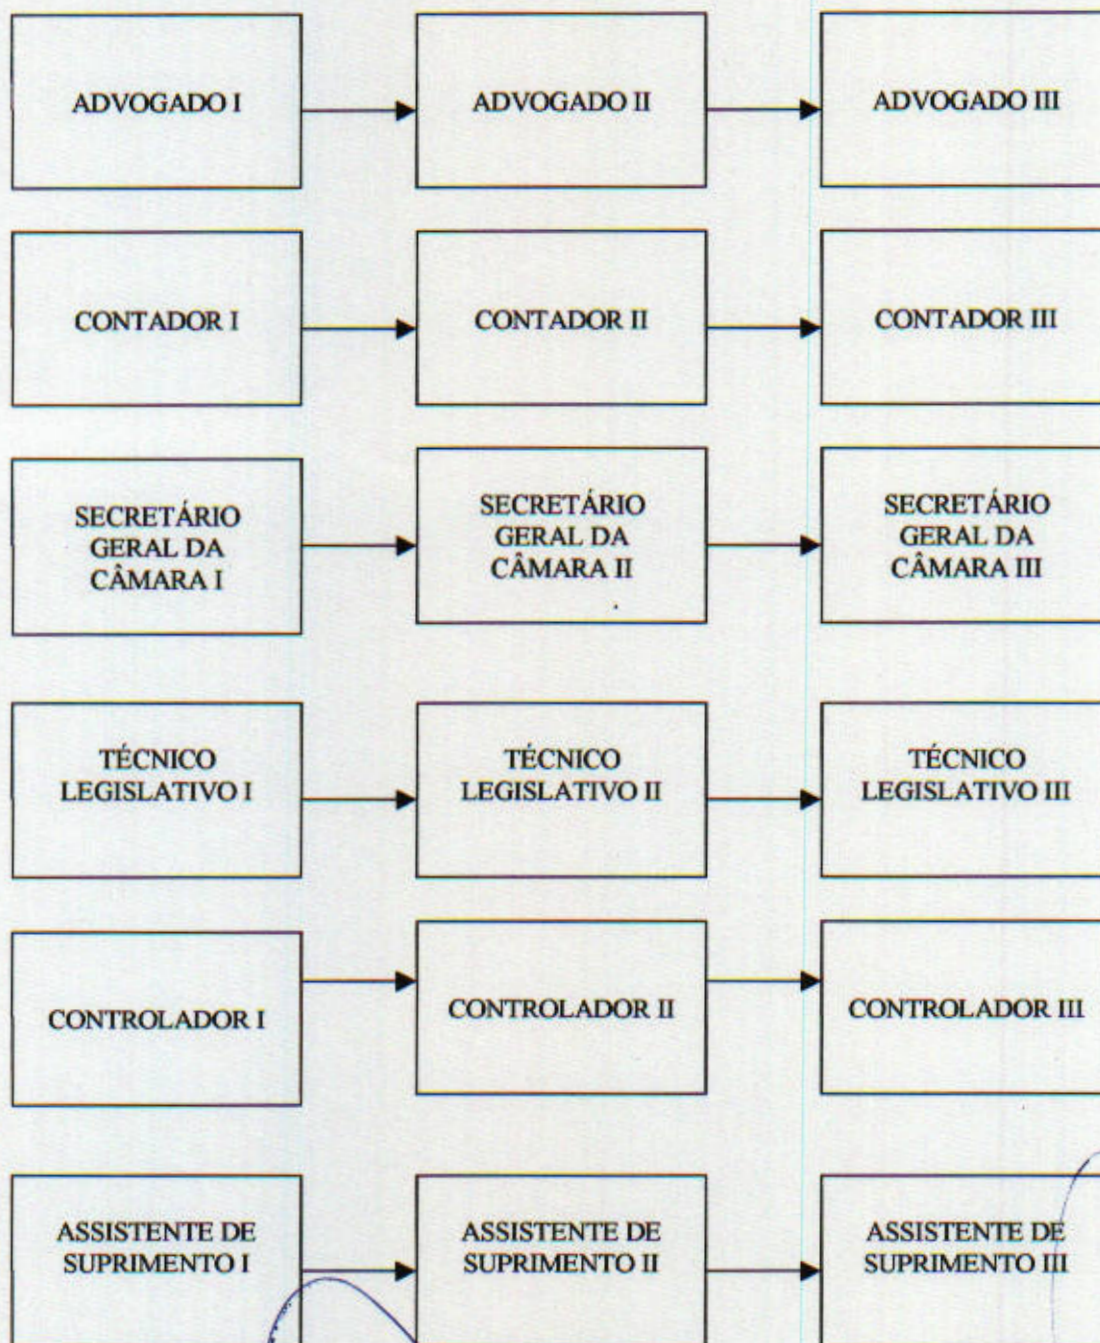 ADVOGADO I
ADVOGADO II
ADVOGADO III
CONTADOR I
CONTADOR II
CONTADOR III
SECRETÁRIO
GERAL DA
CÂMARA I
SECRETÁRIO
GERAL DA
CÂMARA II
SECRETÁRIO
GERAL DA
CÂMARA III
TÉCNICO
LEGISLATIVO I
TÉCNICO
LEGISLATIVO II
TÉCNICO
LEGISLATIVO III
CONTROLADOR I
CONTROLADOR II
CONTROLADOR III
ASSISTENTE DE
SUPRIMENTO I
ASSISTENTE DE
SUPRIMENTO II
ASSISTENTE DE
SUPRIMENTO III